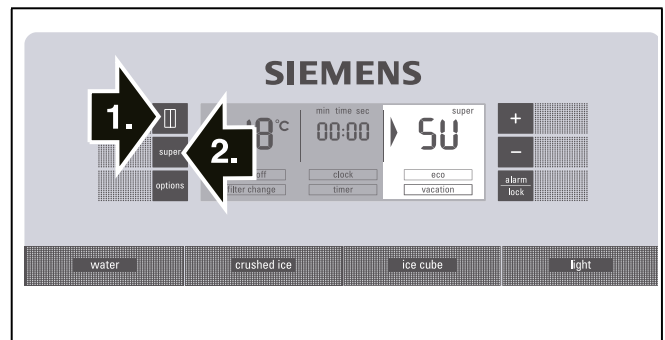 SIEMENS
1.
2.
super
options
°C
min time sec
00:00
super
SU
off
filter change
clock
timer
eco
vacation
+
−
alarm
lock
water
crushed ice
ice cube
light